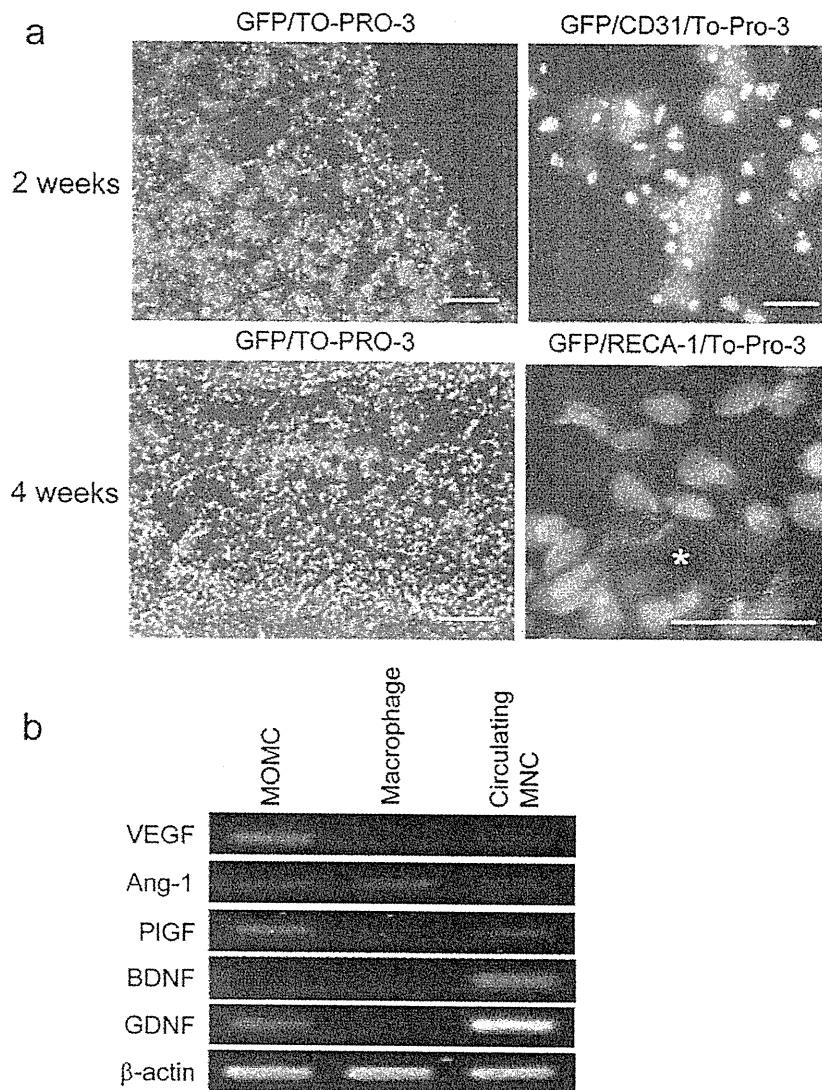 a
GFP/TO-PRO-3
GFP/CD31/To-Pro-3
2 weeks
GFP/TO-PRO-3
GFP/RECA-1/To-Pro-3
4 weeks
*
b
MOMC
Macrophage
Circulating
MNC
VEGF
Ang-1
PlGF
BDNF
GDNF
β-actin